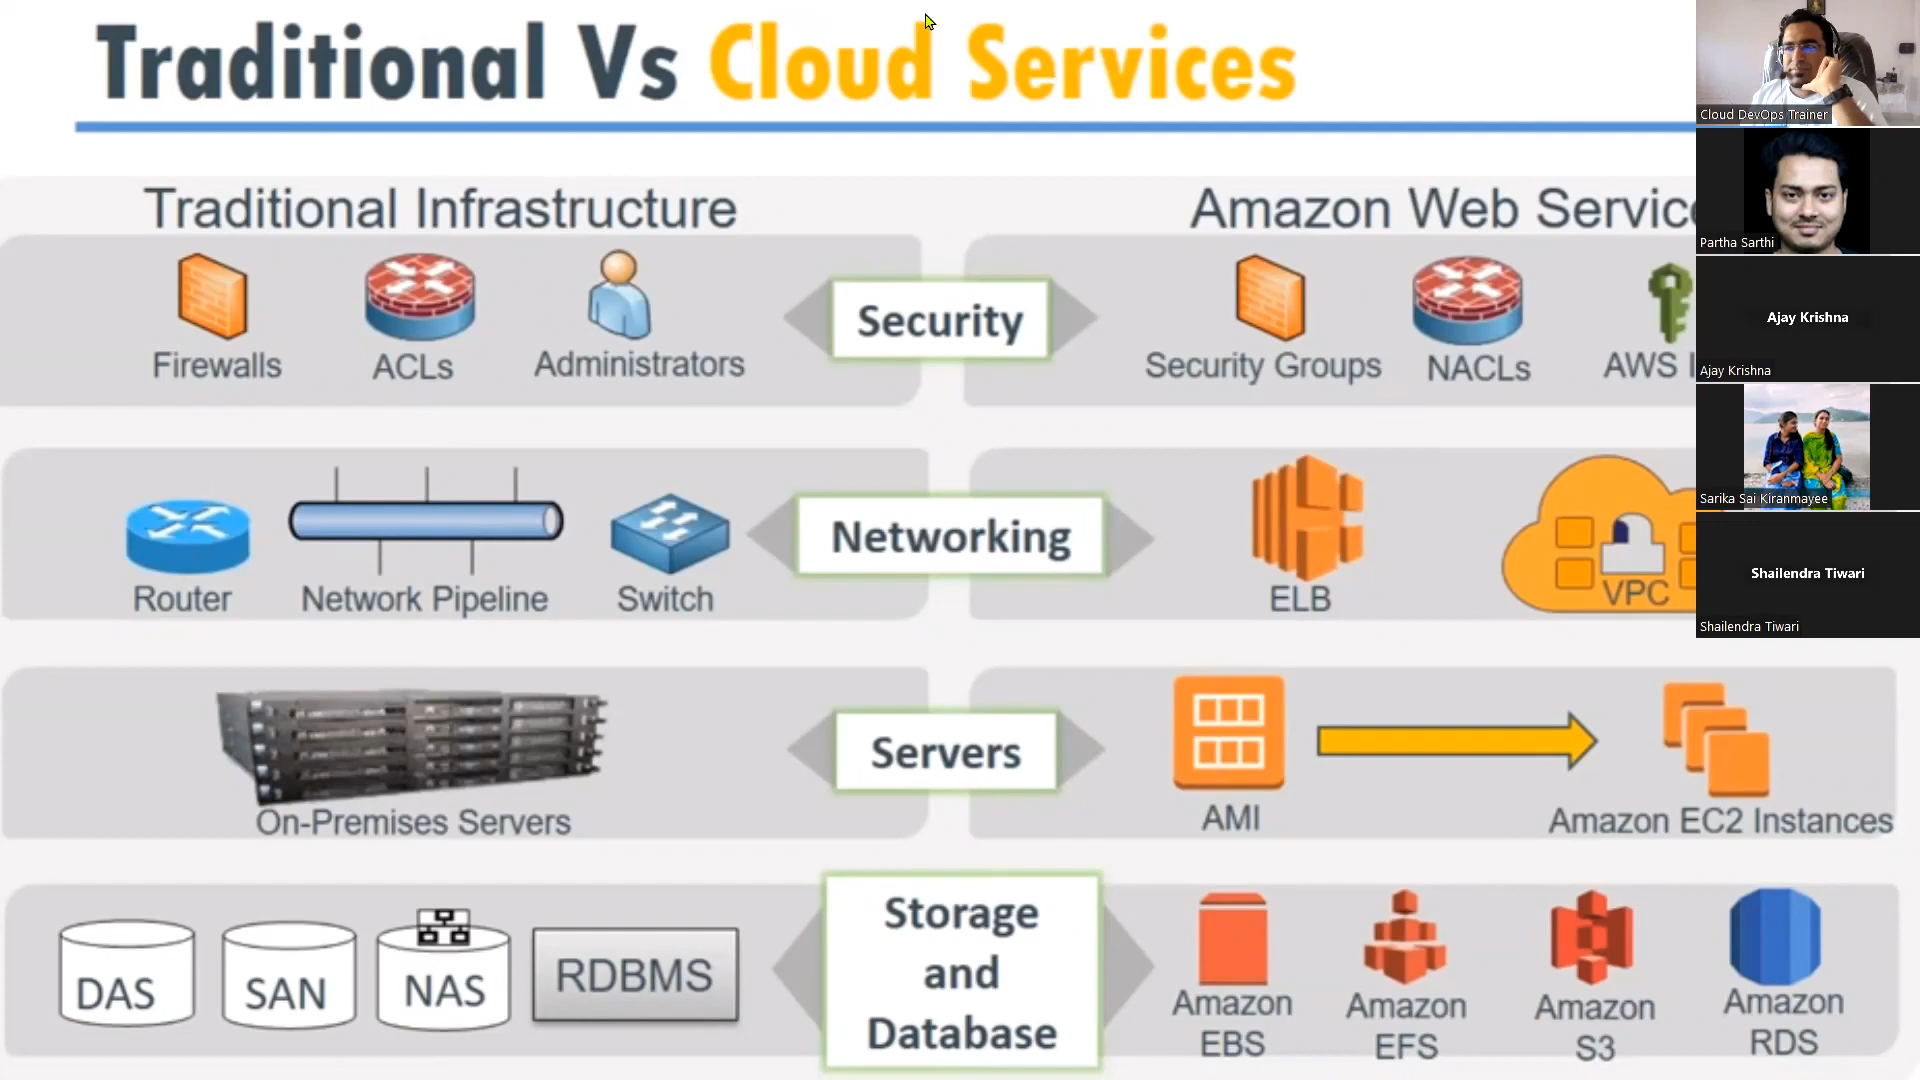 Traditional Vs Cloud Services
Traditional Infrastructure
Amazon Web Servic
Firewalls
ACLs
Administrators
Security
Security Groups
NACLs
AWS
Router
Network Pipeline
Switch
Networking
ELB
VPC
On-Premises Servers
Servers
AMI
Amazon EC2 Instances
DAS
SAN
NAS
RDBMS
Storage
and
Database
Amazon
EBS
Amazon
EFS
Amazon
S3
Amazon
RDS
Cloud DevOps Trainer
Partha Sarthi
Ajay Krishna
Ajay Krishna
Sarika Sai Kiranmayee
Shailendra Tiwari
Shailendra Tiwari